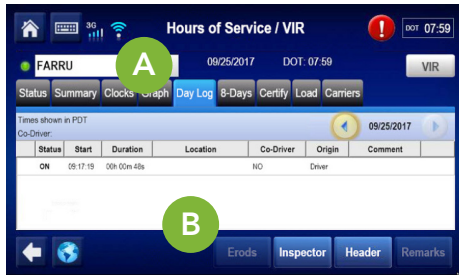 3G Hours of Service / VIR ! DOT 07:59
FARRU A 09/25/2017 DOT: 07:59 VIR
Status Summary Clocks Graph Day Log 8-Days Certify Load Carriers
Times shown in PDT
Co-Driver: 09/25/2017
Status Start Duration Location Co-Driver Origin Comment
ON 09:17:19 00h 00m 48s NO Driver
B
Erods Inspector Header Remarks